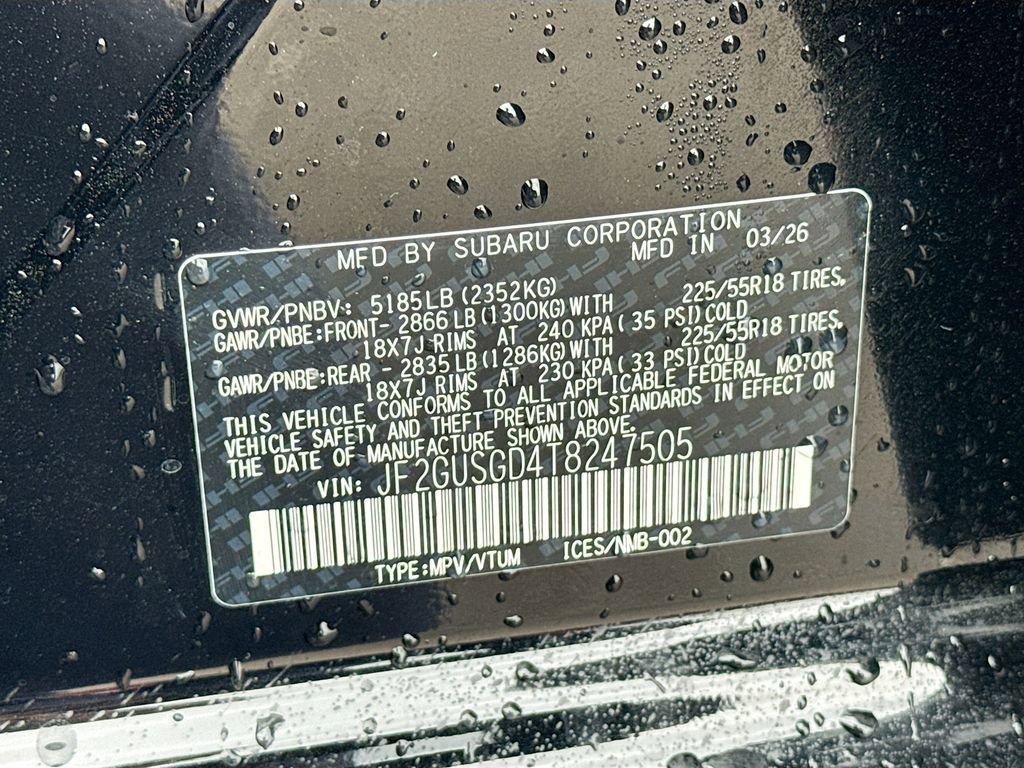 MFD BY SUBARU CORPORATION
MFD IN 03/26
GVWR/PNBV: 5185LB (2352KG)
GAWR/PNBE:FRONT- 2866 LB (1300KG) WITH 225/55R18 TIRES.
18X7J RIMS AT 240 KPA ( 35 PSI) COLD
GAWR/PNBE:REAR - 2835 LB (1286KG) WITH 225/55R18 TIRES.
18X7J RIMS AT 230 KPA ( 33 PSI) COLD
THIS VEHICLE CONFORMS TO ALL APPLICABLE FEDERAL MOTOR
VEHICLE SAFETY AND THEFT PREVENTION STANDARDS IN EFFECT ON
THE DATE OF MANUFACTURE SHOWN ABOVE.
VIN: JF2GUSGD4T8247505
TYPE:MPV/VTUM ICES/NMB-002